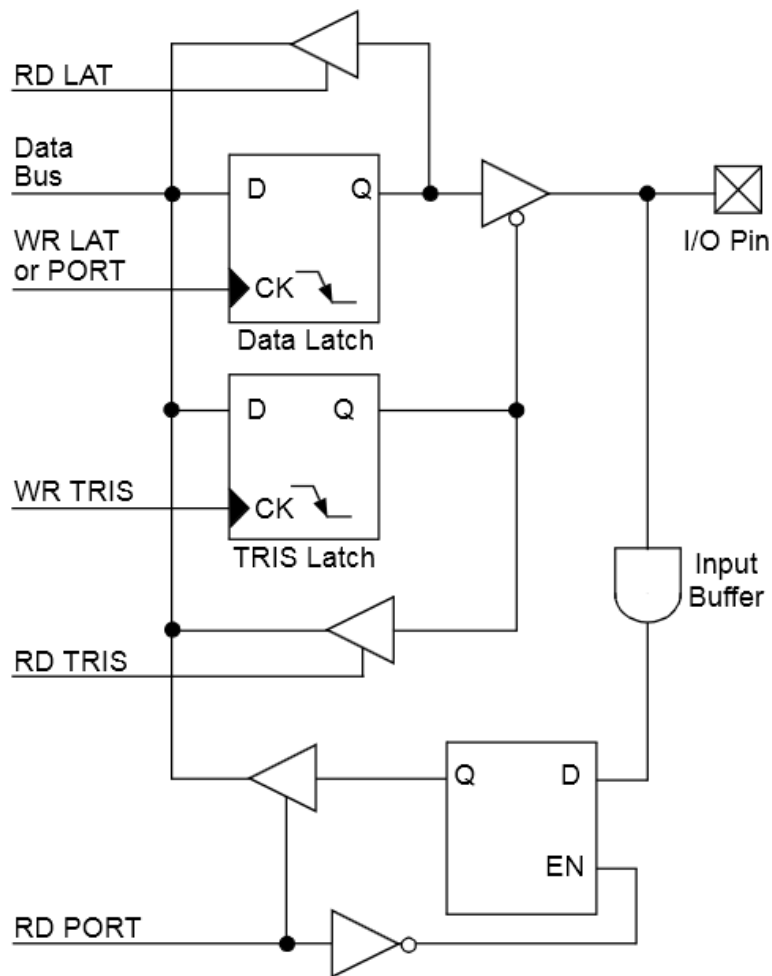 RD LAT
Data
Bus
D
Q
WR LAT
or PORT
CK
Data Latch
I/O Pin
D
Q
WR TRIS
CK
TRIS Latch
Input
Buffer
RD TRIS
Q
D
EN
RD PORT